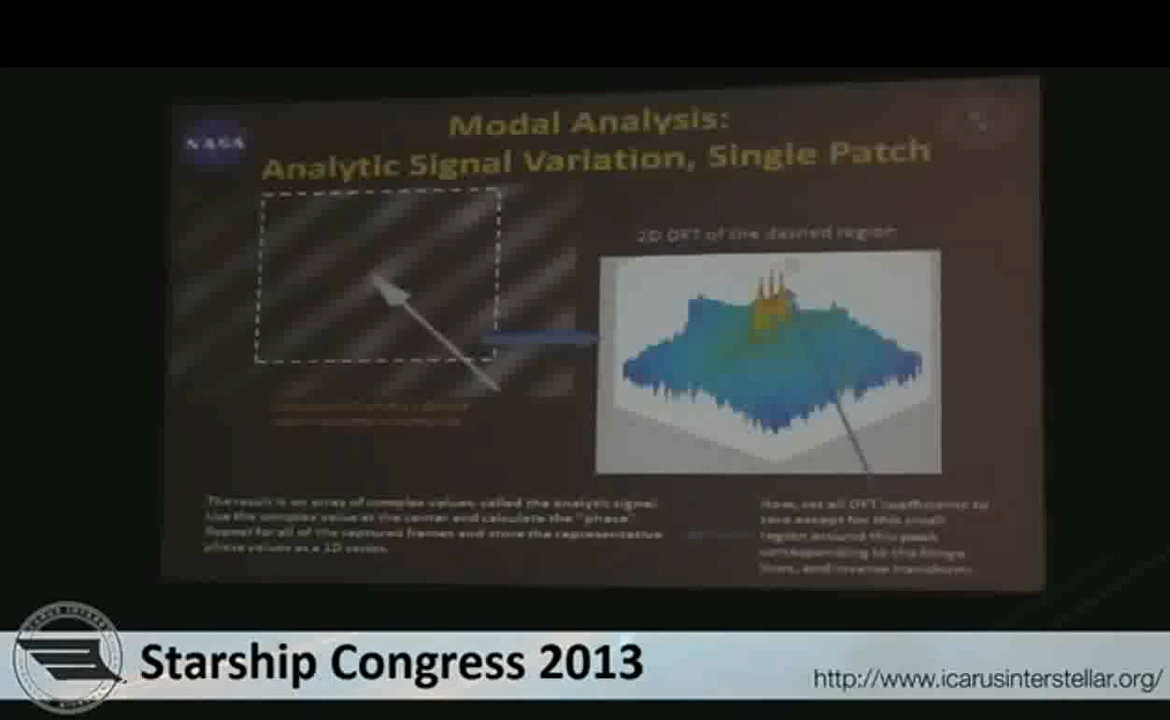 NASA
Modal Analysis:
Analytic Signal Variation, Single Patch
2D DFT of the dashed region
The result is an array of complex values called the analytic signal.
Use the complex value at the center and calculate the "phase"
Repeat for all of the captured frames and store the representative
phase values as a 1D series.
Now, set all DFT coefficients to
zero except for this small
region around this peak
corresponding to the fringe
lines, and inverse transform.
Starship Congress 2013
http://www.icarusinterstellar.org/